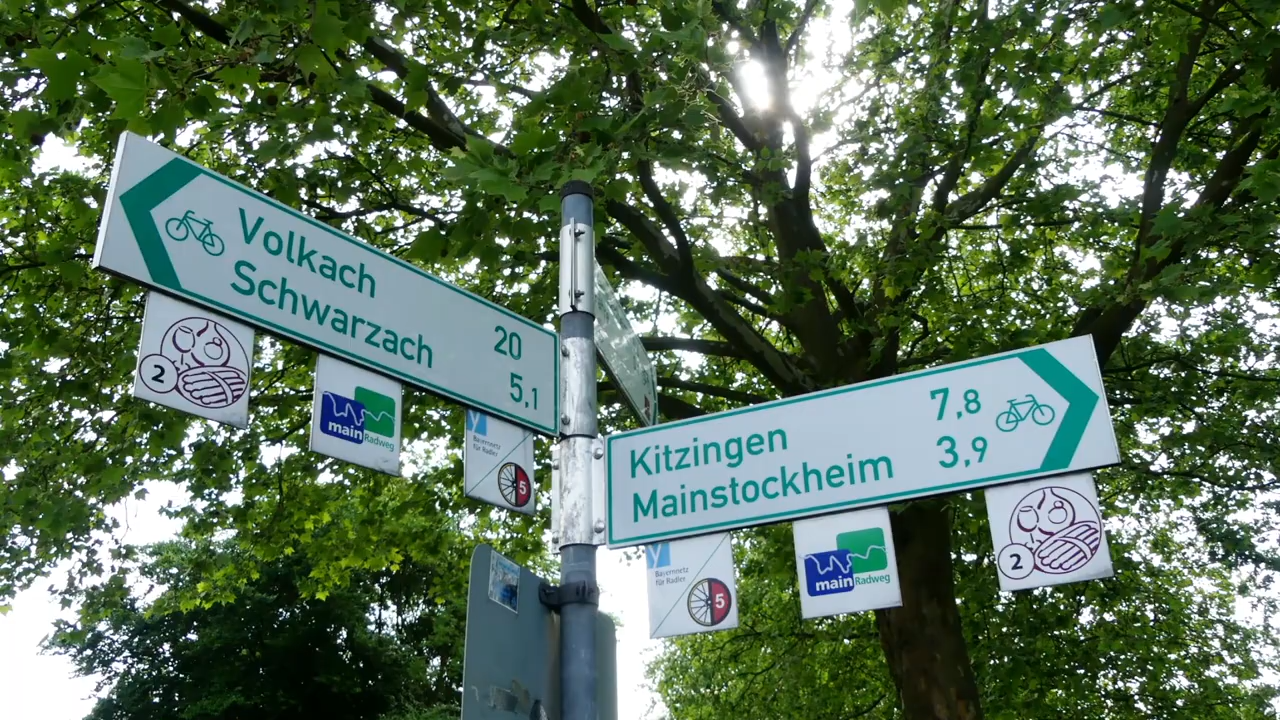 Volkach 20
Schwarzach 5,1
2
main
Radweg
Bayernnetz
für Radler
5
Kitzingen 7,8
Mainstockheim 3,9
Bayernnetz
für Radler
5
main
Radweg
2